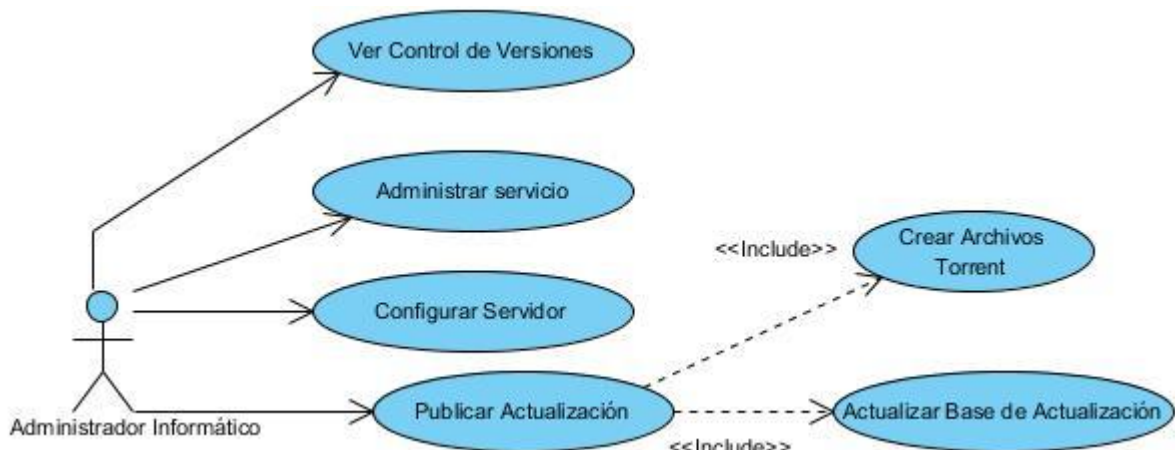 Ver Control de Versiones
Administrar servicio
<<Include>>
Crear Archivos
Torrent
Configurar Servidor
Publicar Actualización
Actualizar Base de Actualización
Administrador Informático
<<Include>>